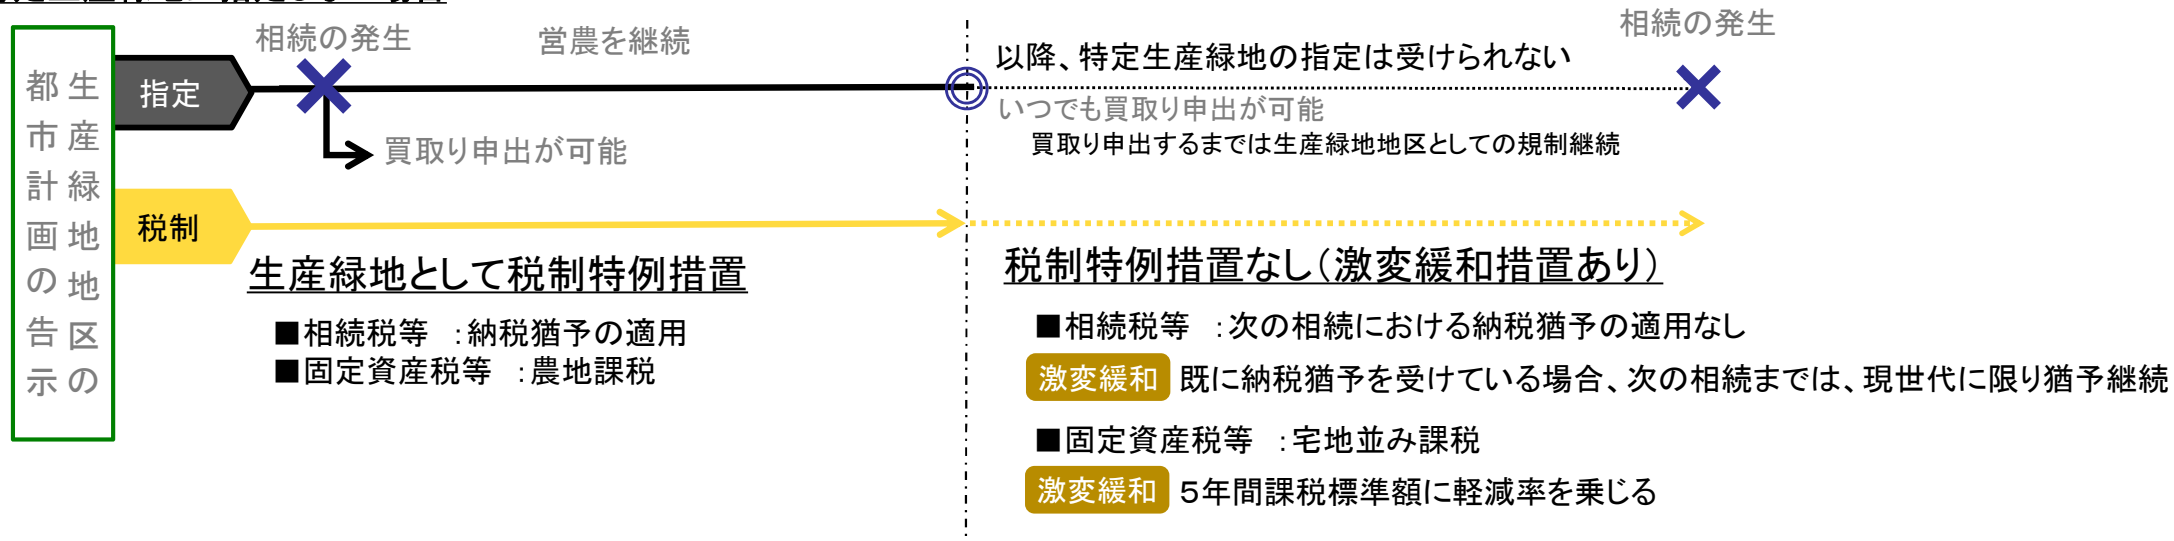 相続の発生
営農を継続
相続の発生
生産緑地地区の
都市計画の告示
指定
以降、特定生産緑地の指定は受けられない
いつでも買取り申出が可能
買取り申出するまでは生産緑地地区としての規制継続
買取り申出が可能
税制
生産緑地として税制特例措置
■相続税等 :納税猶予の適用
■固定資産税等 :農地課税
税制特例措置なし(激変緩和措置あり)
■相続税等 :次の相続における納税猶予の適用なし
激変緩和 既に納税猶予を受けている場合、次の相続までは、現世代に限り猶予継続
■固定資産税等 :宅地並み課税
激変緩和 5年間課税標準額に軽減率を乗じる